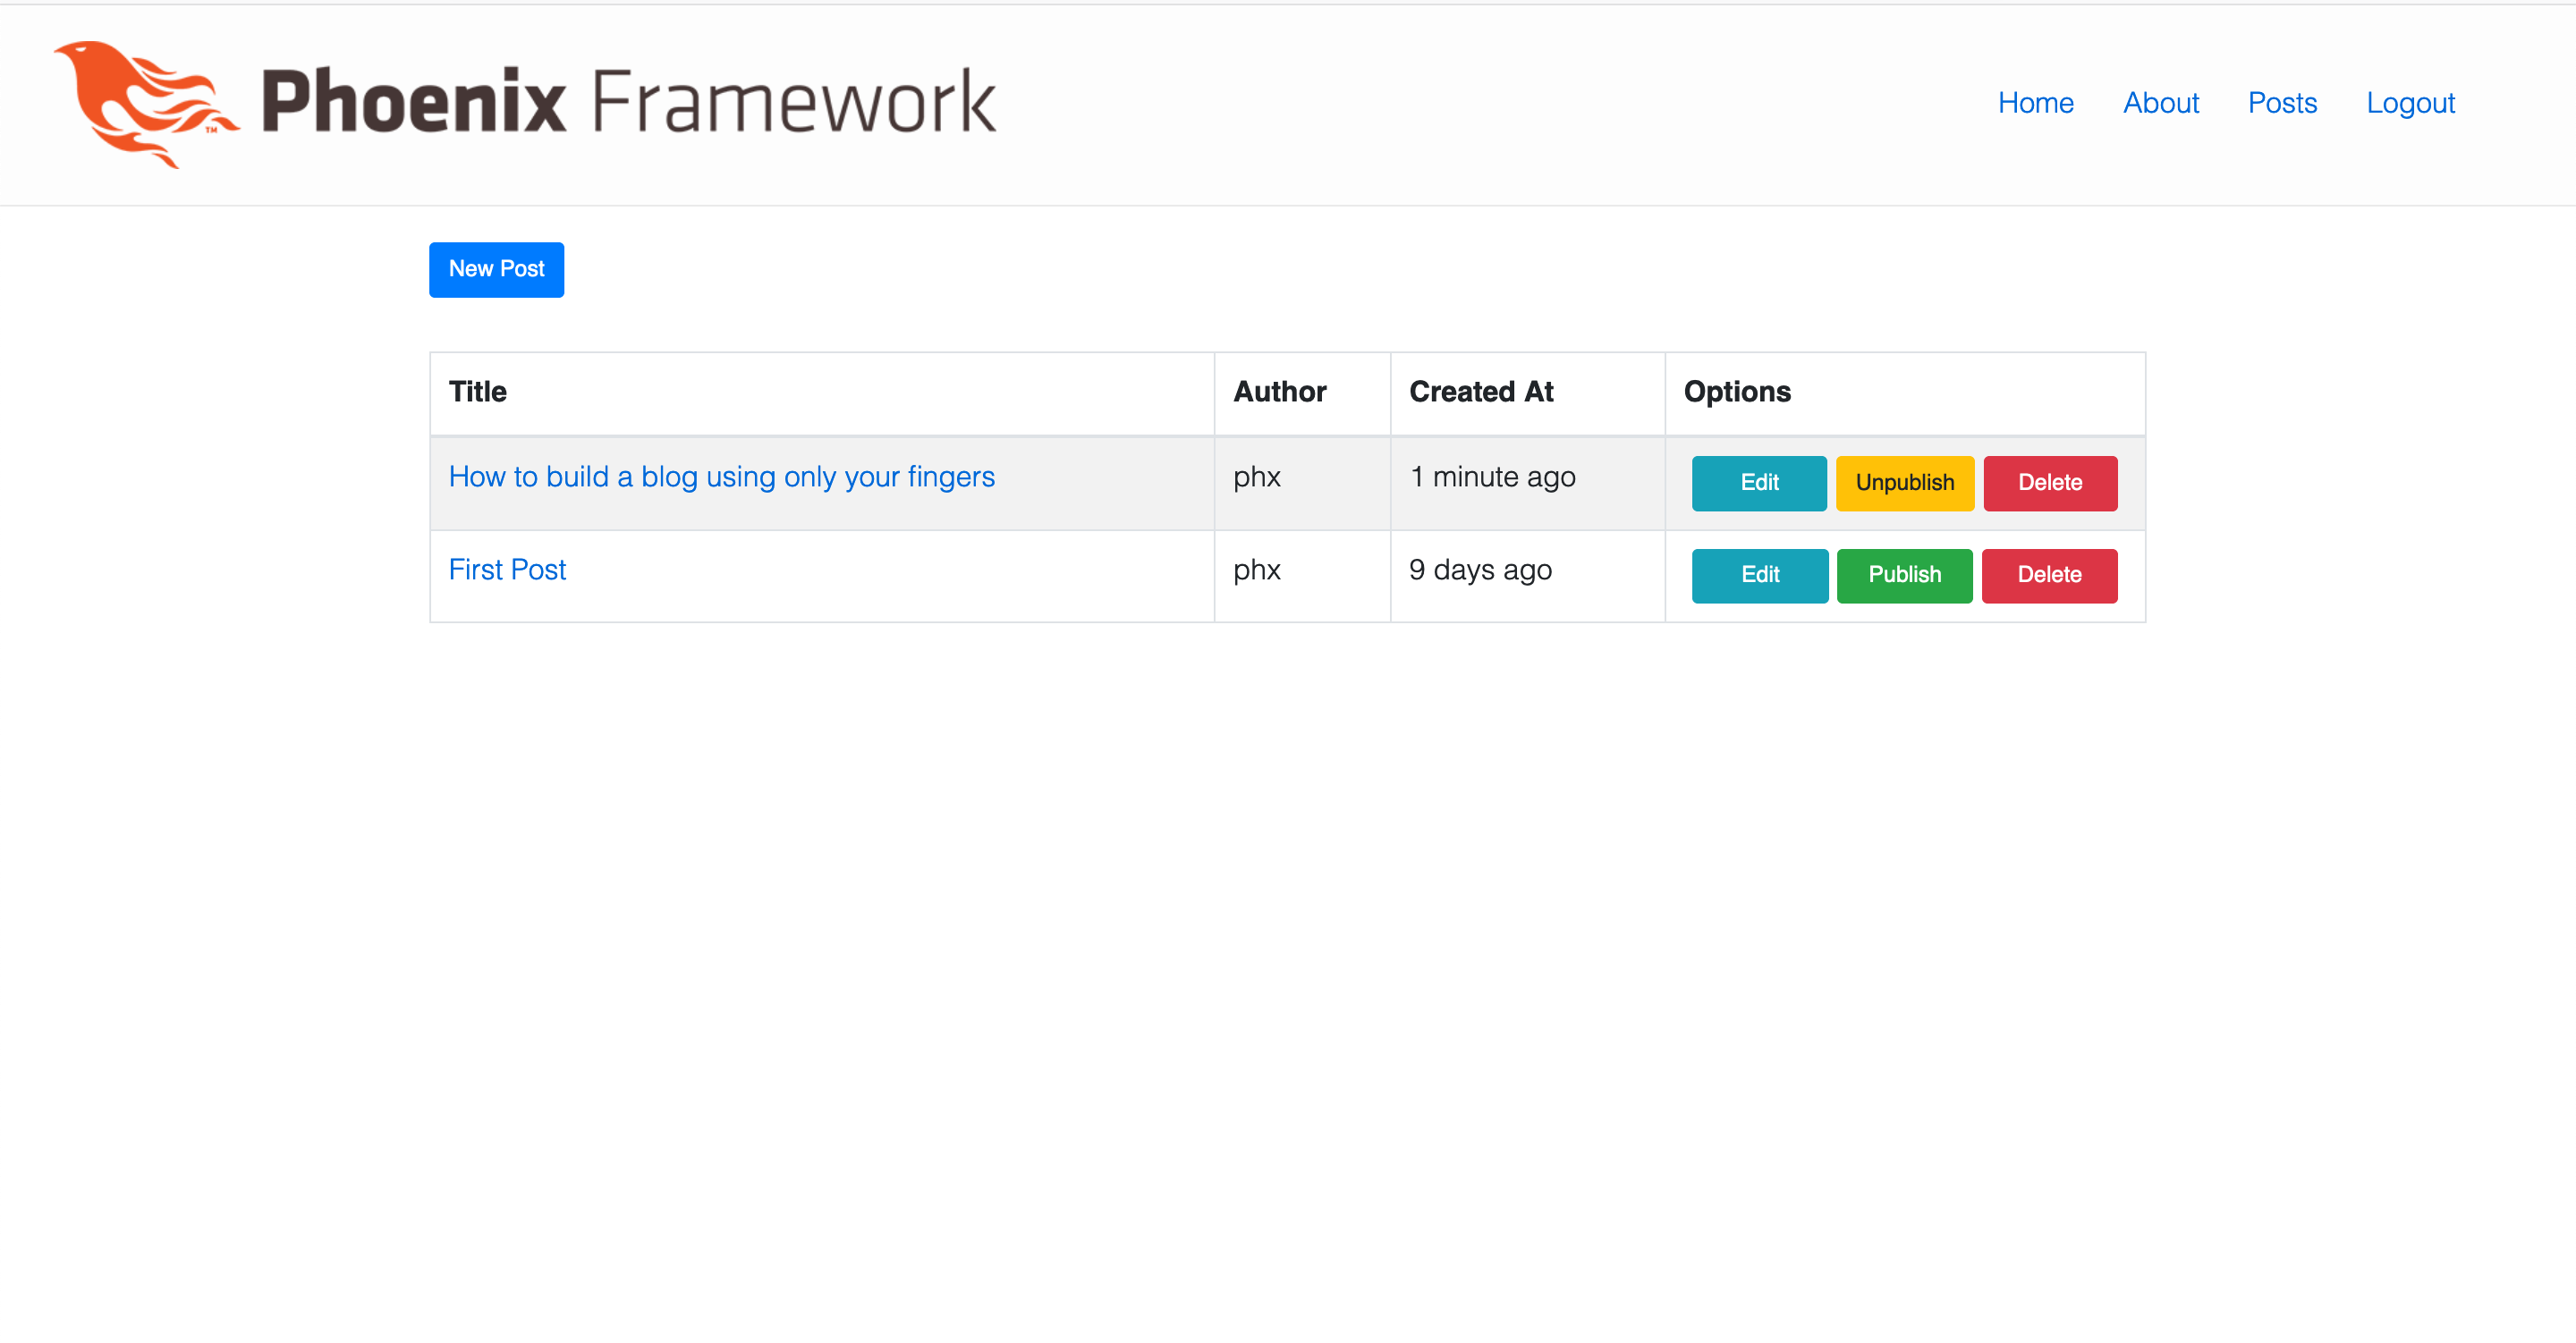 Phoenix Framework
Home About Posts Logout
New Post
Title Author Created At Options
How to build a blog using only your fingers phx 1 minute ago Edit Unpublish Delete
First Post phx 9 days ago Edit Publish Delete